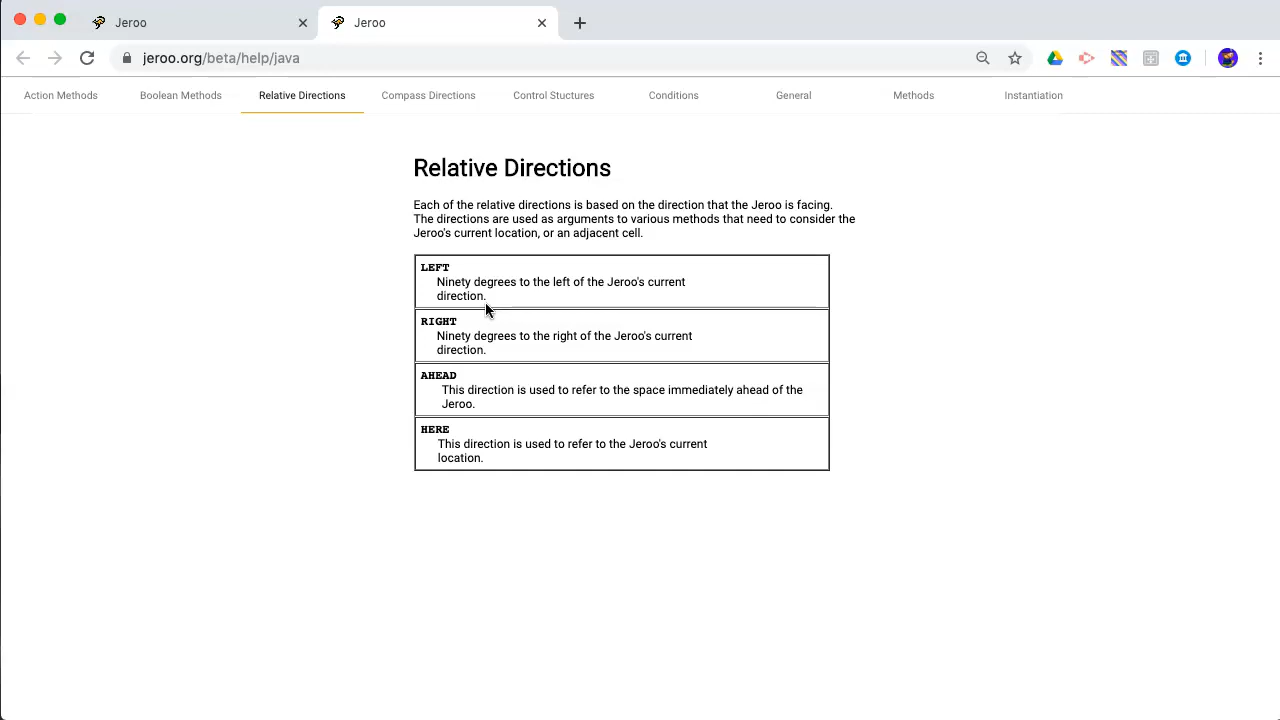 Jeroo
Jeroo
jeroo.org/beta/help/java
Action Methods
Boolean Methods
Relative Directions
Compass Directions
Control Stuctures
Conditions
General
Methods
Instantiation
Relative Directions
Each of the relative directions is based on the direction that the Jeroo is facing.
The directions are used as arguments to various methods that need to consider the
Jeroo's current location, or an adjacent cell.
LEFT
Ninety degrees to the left of the Jeroo's current
direction.
RIGHT
Ninety degrees to the right of the Jeroo's current
direction.
AHEAD
This direction is used to refer to the space immediately ahead of the
Jeroo.
HERE
This direction is used to refer to the Jeroo's current
location.